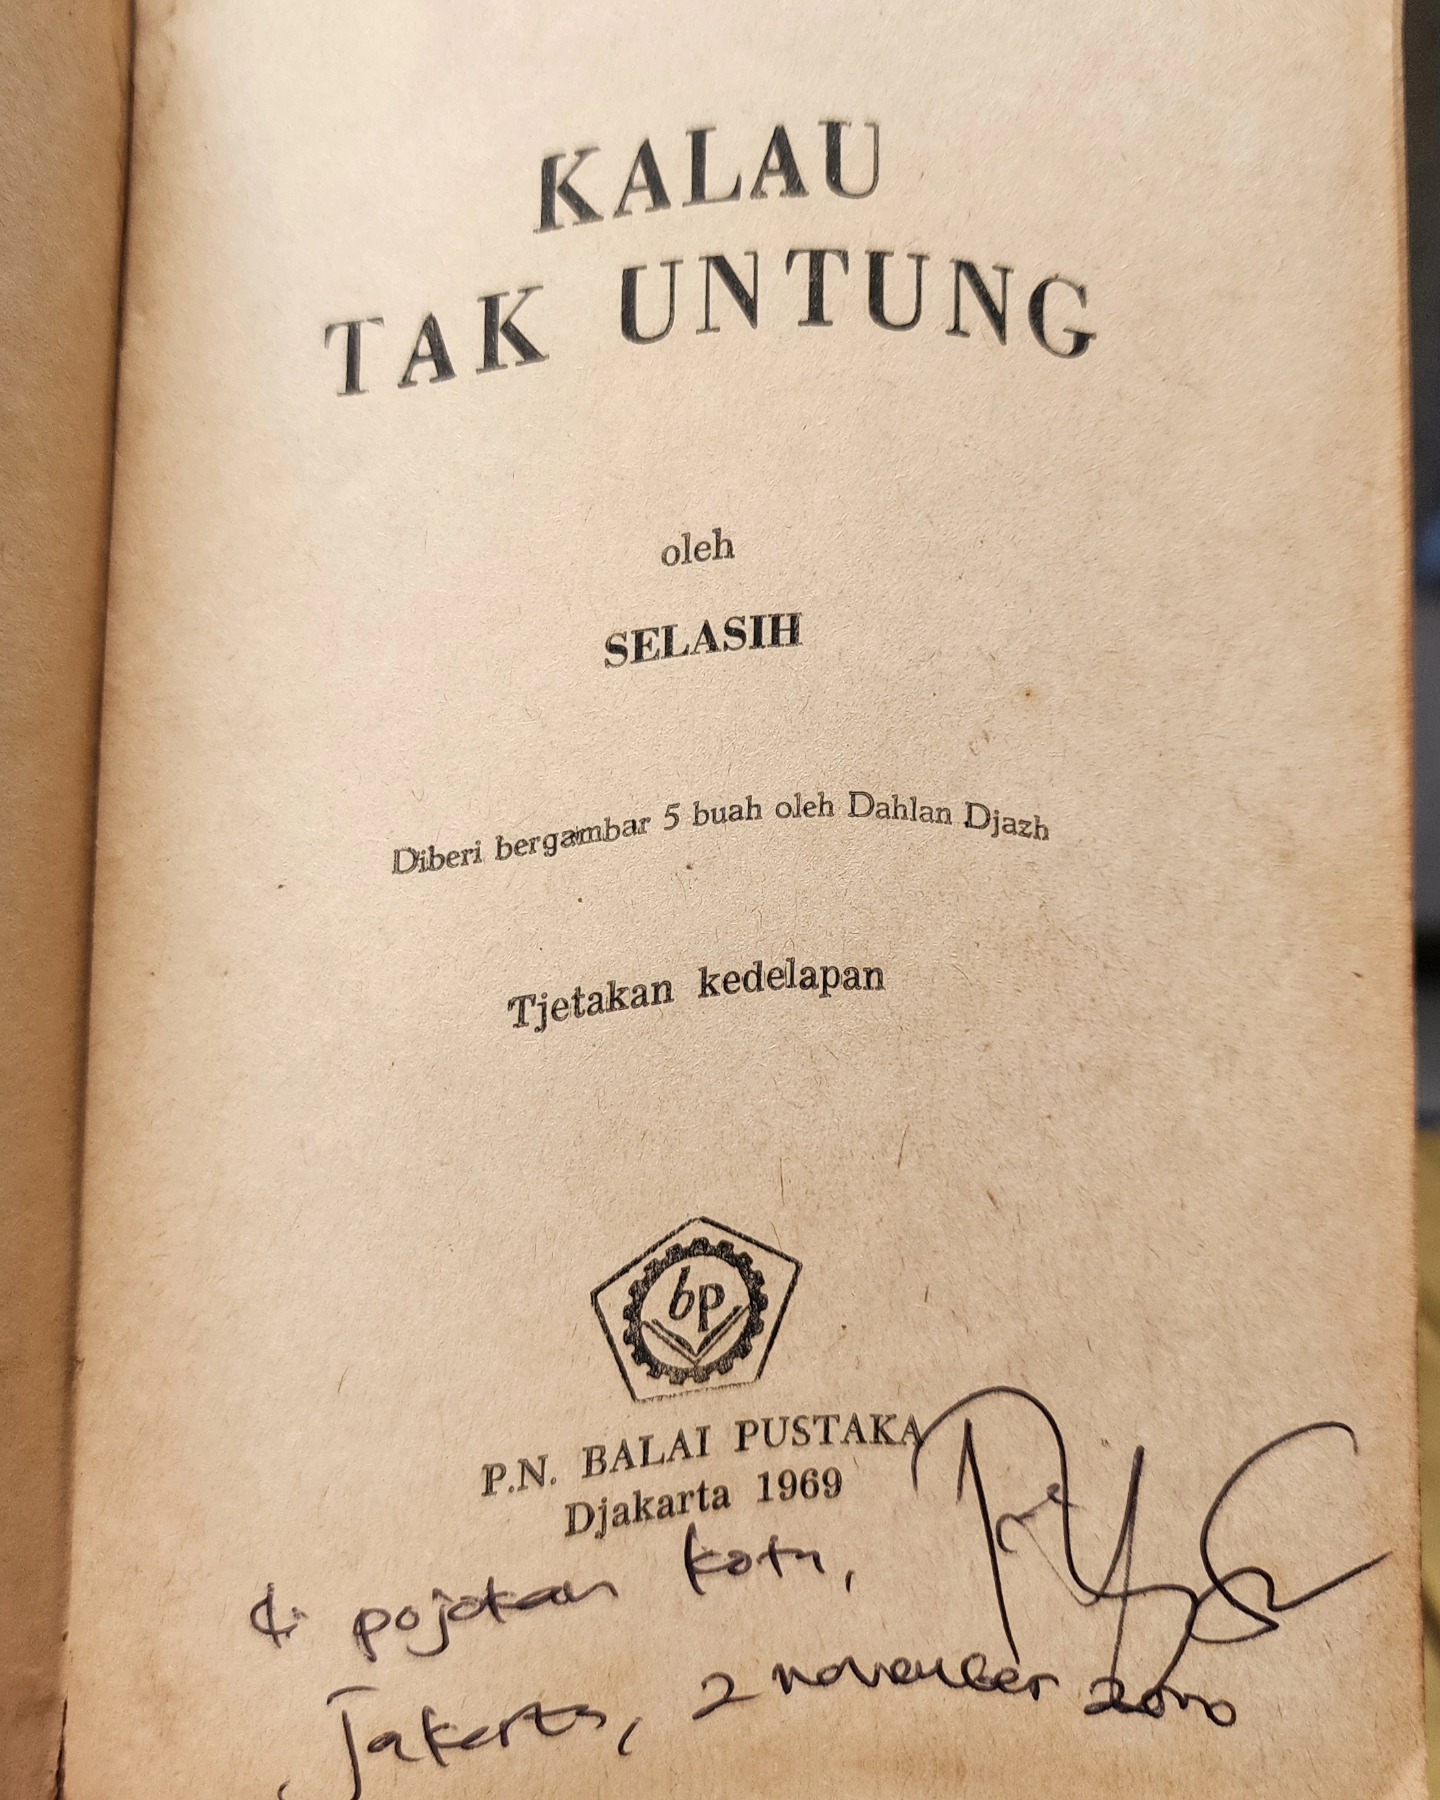 KALAU
TAK UNTUNG
oleh
SELASIH
Diberi bergambar 5 buah oleh Dahlan Djazh
Tjetakan kedelapan
bp
P.N. BALAI PUSTAKA
Djakarta 1969
di pojokan kota,
Jakarta, 2 november 2000